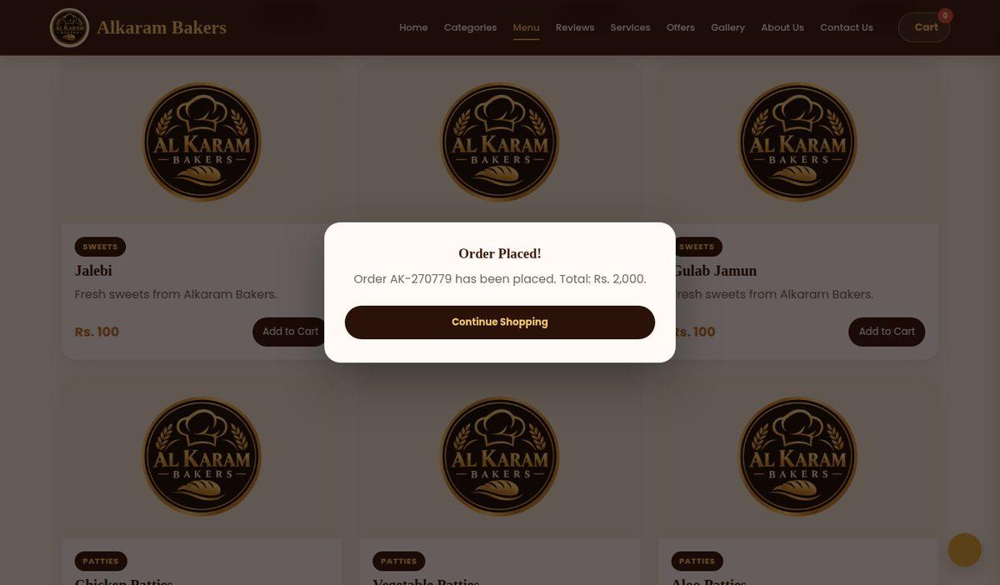 AL KARAM
BAKERS
Alkaram Bakers
Home
Categories
Menu
Reviews
Services
Offers
Gallery
About Us
Contact Us
Cart
0
AL KARAM
BAKERS
AL KARAM
BAKERS
AL KARAM
BAKERS
SWEETS
Jalebi
Fresh sweets from Alkaram Bakers.
Rs. 100
Add to Cart
Order Placed!
Order AK-270779 has been placed. Total: Rs. 2,000.
Continue Shopping
SWEETS
Gulab Jamun
Fresh sweets from Alkaram Bakers.
Rs. 100
Add to Cart
AL KARAM
BAKERS
AL KARAM
BAKERS
AL KARAM
BAKERS
PATTIES
Chicken Patties
PATTIES
Vegetable Patties
PATTIES
Aloo Patties